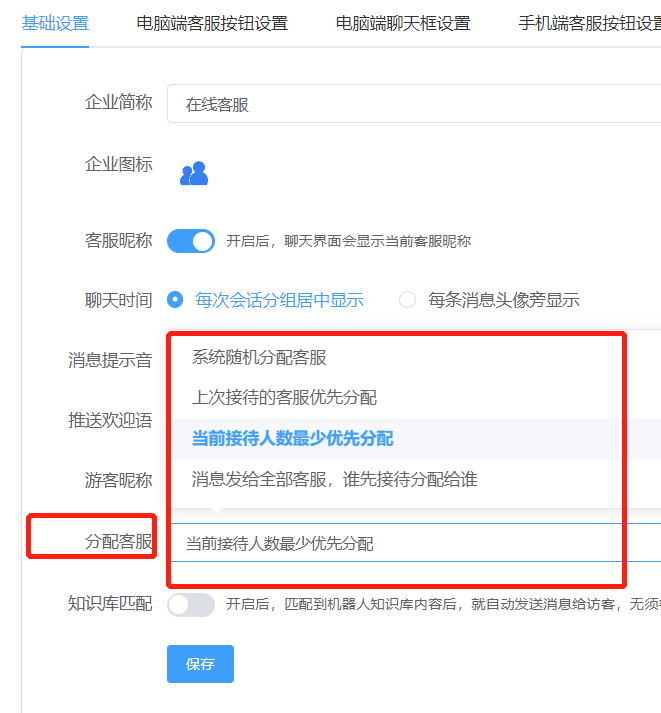 基础设置 电脑端客服按钮设置 电脑端聊天框设置 手机端客服按钮设置
企业简称 在线客服
企业图标
客服昵称 开启后，聊天界面会显示当前客服昵称
聊天时间 每次会话分组居中显示 每条消息头像旁显示
消息提示音
系统随机分配客服
上次接待的客服优先分配
推送欢迎语
当前接待人数最少优先分配
游客昵称
消息发给全部客服，谁先接待分配给谁
分配客服 当前接待人数最少优先分配
知识库匹配 开启后，匹配到机器人知识库内容后，就自动发送消息给访客，无须
保存